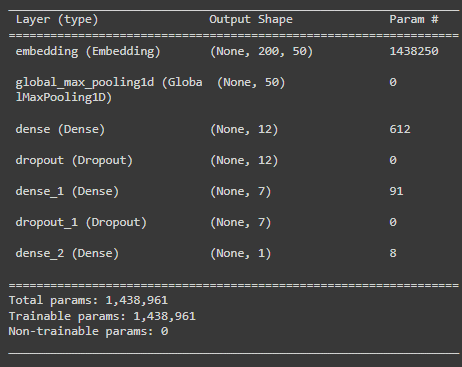 Layer (type) Output Shape Param #
=================================================================
embedding (Embedding) (None, 200, 50) 1438250
global_max_pooling1d (Globa (None, 50) 0
lMaxPooling1D)
dense (Dense) (None, 12) 612
dropout (Dropout) (None, 12) 0
dense_1 (Dense) (None, 7) 91
dropout_1 (Dropout) (None, 7) 0
dense_2 (Dense) (None, 1) 8
=================================================================
Total params: 1,438,961
Trainable params: 1,438,961
Non-trainable params: 0